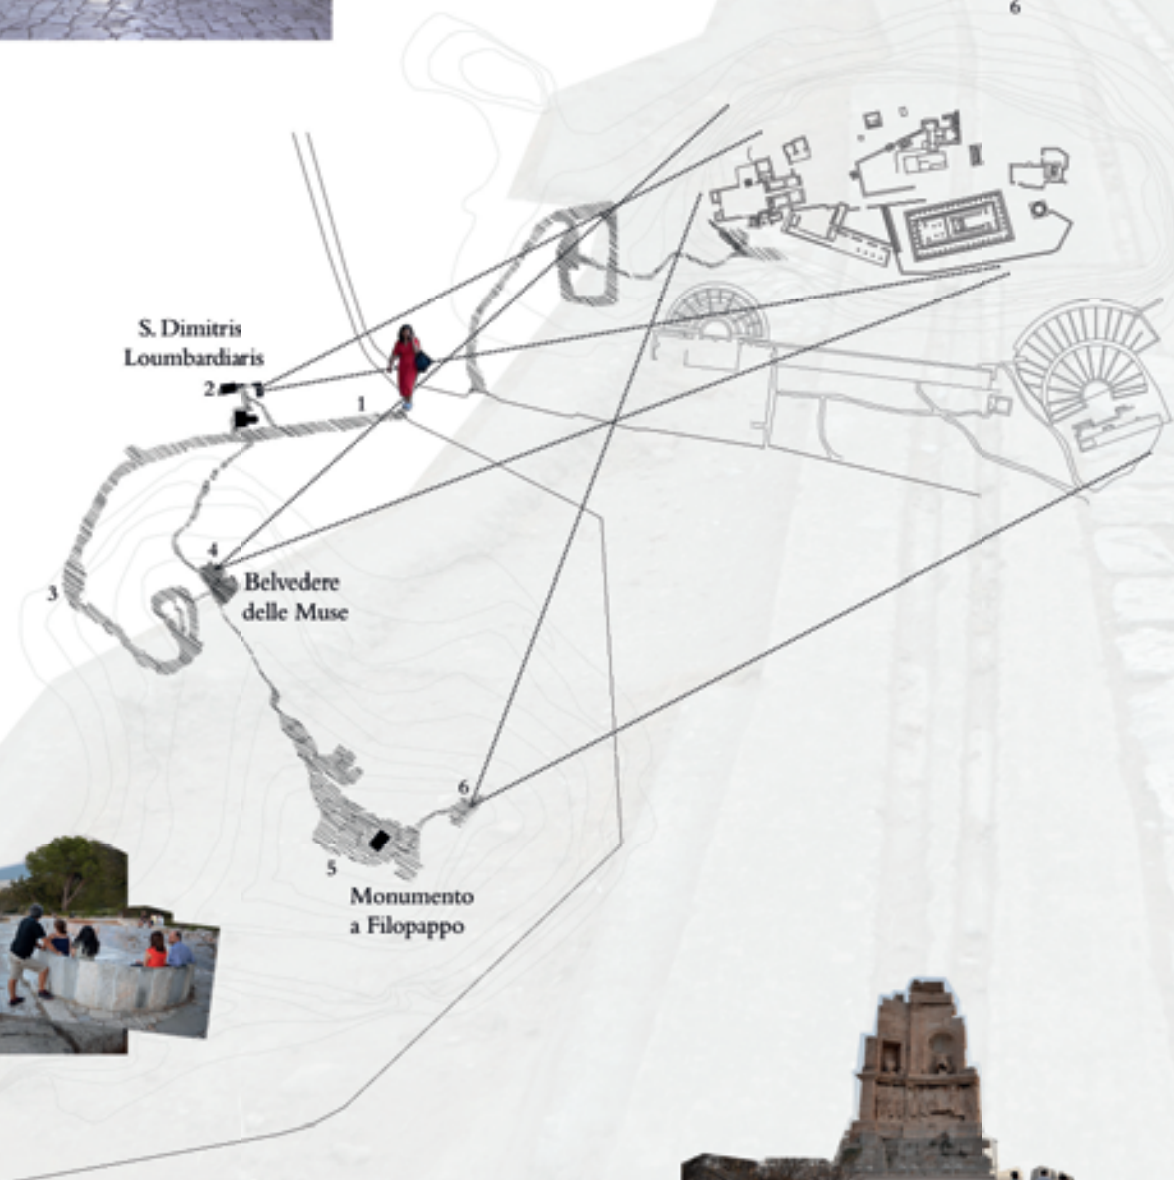 6
S. Dimitris
Loumbardiaris
2
1
4
3
Belvedere
delle Muse
6
5
Monumento
a Filopappo